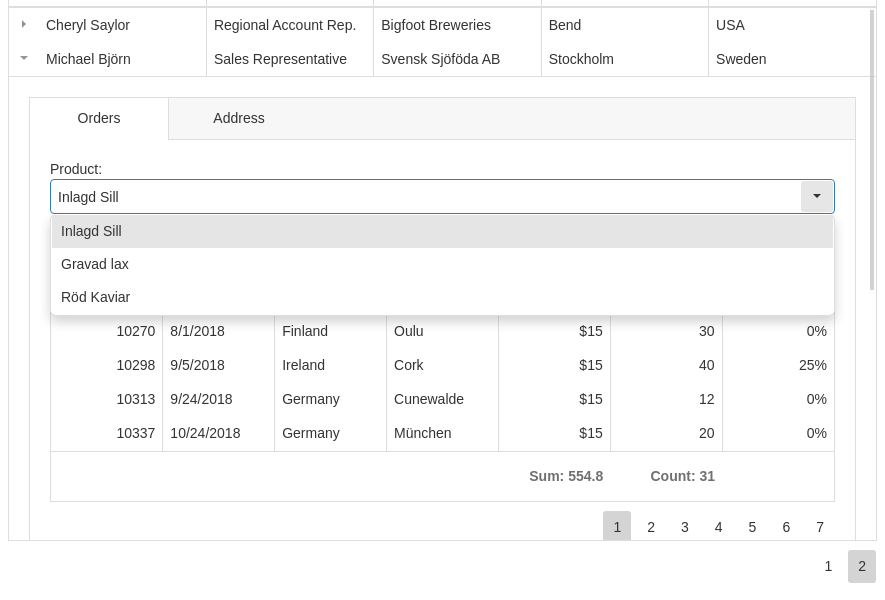 Cheryl Saylor Regional Account Rep. Bigfoot Breweries Bend USA
Michael Björn Sales Representative Svensk Sjöföda AB Stockholm Sweden
Orders Address
Product:
Inlagd Sill
Inlagd Sill
Gravad lax
Röd Kaviar
10270 8/1/2018 Finland Oulu $15 30 0%
10298 9/5/2018 Ireland Cork $15 40 25%
10313 9/24/2018 Germany Cunewalde $15 12 0%
10337 10/24/2018 Germany München $15 20 0%
Sum: 554.8 Count: 31
1 2 3 4 5 6 7
1 2